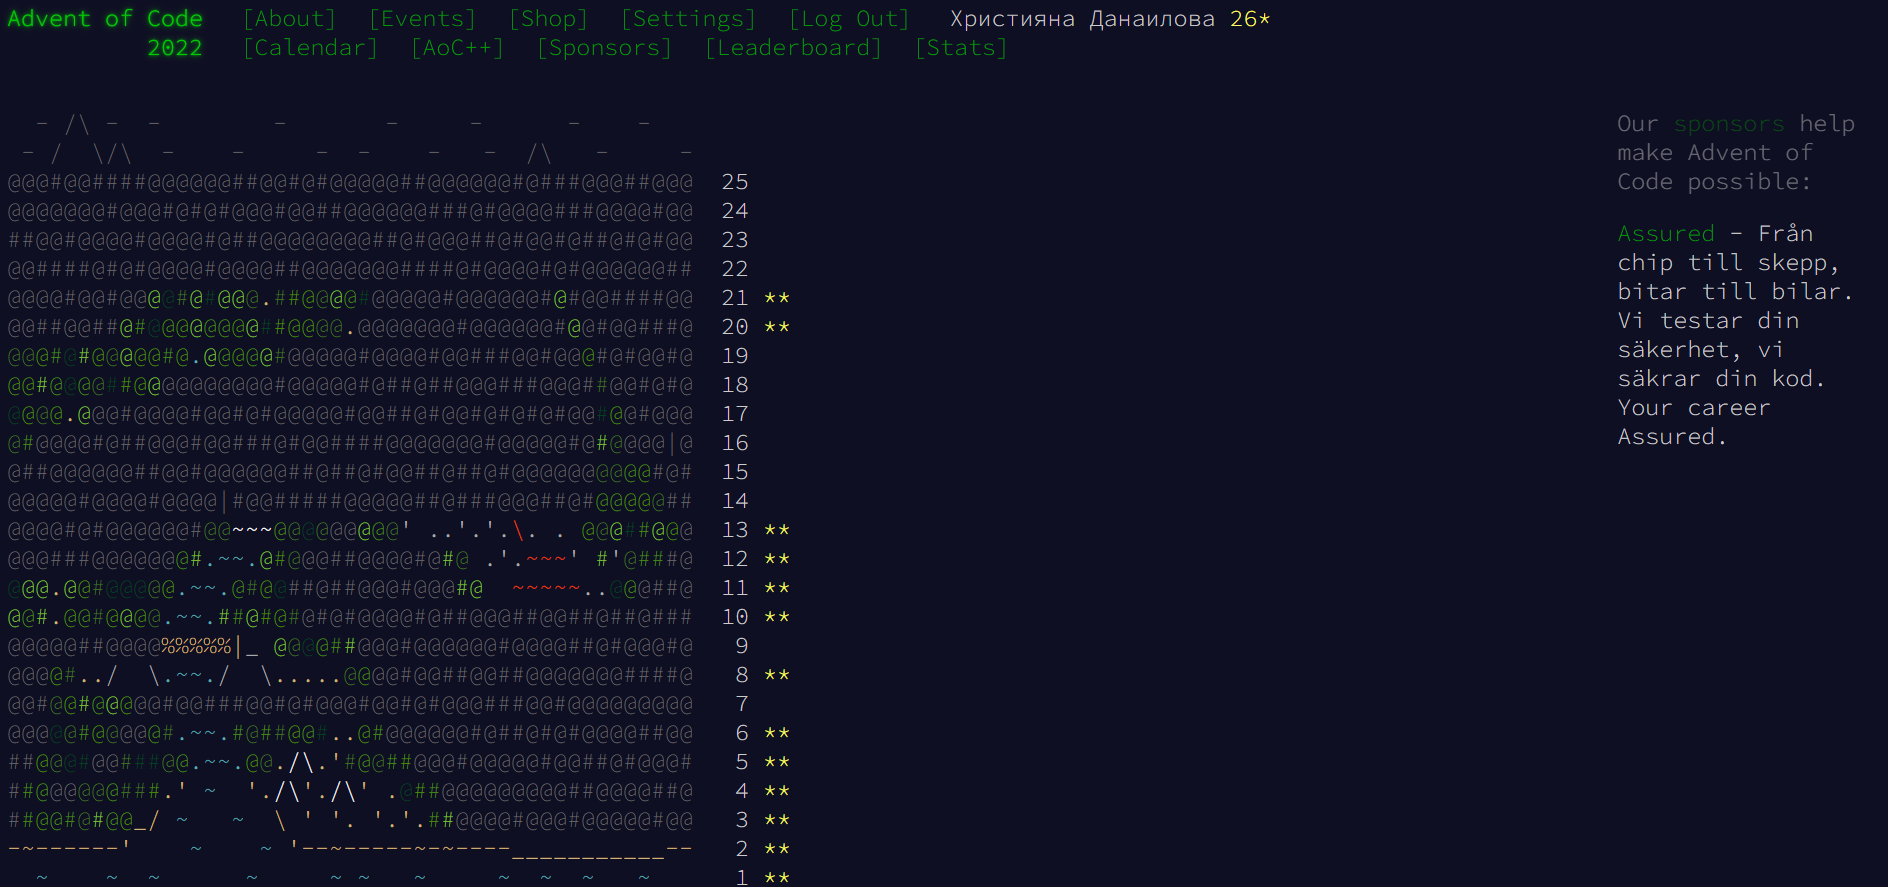 Advent of Code [About] [Events] [Shop] [Settings] [Log Out] Християна Данаилова 26*
2022 [Calendar] [AoC++] [Sponsors] [Leaderboard] [Stats]
25
24
23
22
21 **
20 **
19
18
17
16
15
14
13 **
12 **
11 **
10 **
9
8 **
7
6 **
5 **
4 **
3 **
2 **
1 **
Our sponsors help
make Advent of
Code possible:
Assured - Från
chip till skepp,
bitar till bilar.
Vi testar din
säkerhet, vi
säkrar din kod.
Your career
Assured.